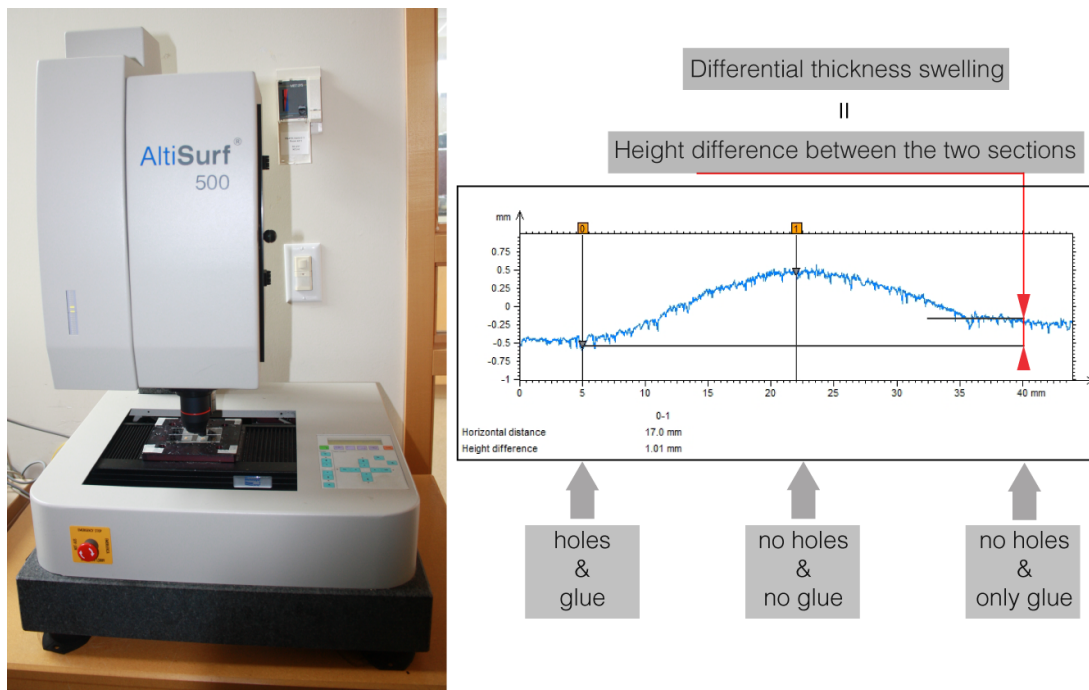 AltiSurf®
500
Differential thickness swelling
=
Height difference between the two sections
mm
0 1
0.75
0.5
0.25
0
-0.25
-0.5
-0.75
-1
0 5 10 15 20 25 30 35 40 mm
0-1
Horizontal distance 17.0 mm
Height difference 1.01 mm
holes
&
glue
no holes
&
no glue
no holes
&
only glue